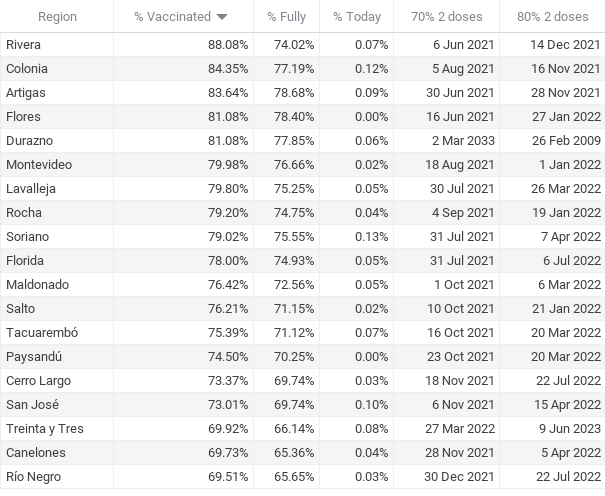 Region % Vaccinated % Fully % Today 70% 2 doses 80% 2 doses
Rivera 88.08% 74.02% 0.07% 6 Jun 2021 14 Dec 2021
Colonia 84.35% 77.19% 0.12% 5 Aug 2021 16 Nov 2021
Artigas 83.64% 78.68% 0.09% 30 Jun 2021 28 Nov 2021
Flores 81.08% 78.40% 0.00% 16 Jun 2021 27 Jan 2022
Durazno 81.08% 77.85% 0.06% 2 Mar 2033 26 Feb 2009
Montevideo 79.98% 76.66% 0.02% 18 Aug 2021 1 Jan 2022
Lavalleja 79.80% 75.25% 0.05% 30 Jul 2021 26 Mar 2022
Rocha 79.20% 74.75% 0.04% 4 Sep 2021 19 Jan 2022
Soriano 79.02% 75.55% 0.13% 31 Jul 2021 7 Apr 2022
Florida 78.00% 74.93% 0.05% 31 Jul 2021 6 Jul 2022
Maldonado 76.42% 72.56% 0.05% 1 Oct 2021 6 Mar 2022
Salto 76.21% 71.15% 0.02% 10 Oct 2021 21 Jan 2022
Tacuarembó 75.39% 71.12% 0.07% 16 Oct 2021 20 Mar 2022
Paysandú 74.50% 70.25% 0.00% 23 Oct 2021 20 Mar 2022
Cerro Largo 73.37% 69.74% 0.03% 18 Nov 2021 22 Jul 2022
San José 73.01% 69.74% 0.10% 6 Nov 2021 15 Apr 2022
Treinta y Tres 69.92% 66.14% 0.08% 27 Mar 2022 9 Jun 2023
Canelones 69.73% 65.36% 0.04% 28 Nov 2021 5 Apr 2022
Río Negro 69.51% 65.65% 0.03% 30 Dec 2021 22 Jul 2022